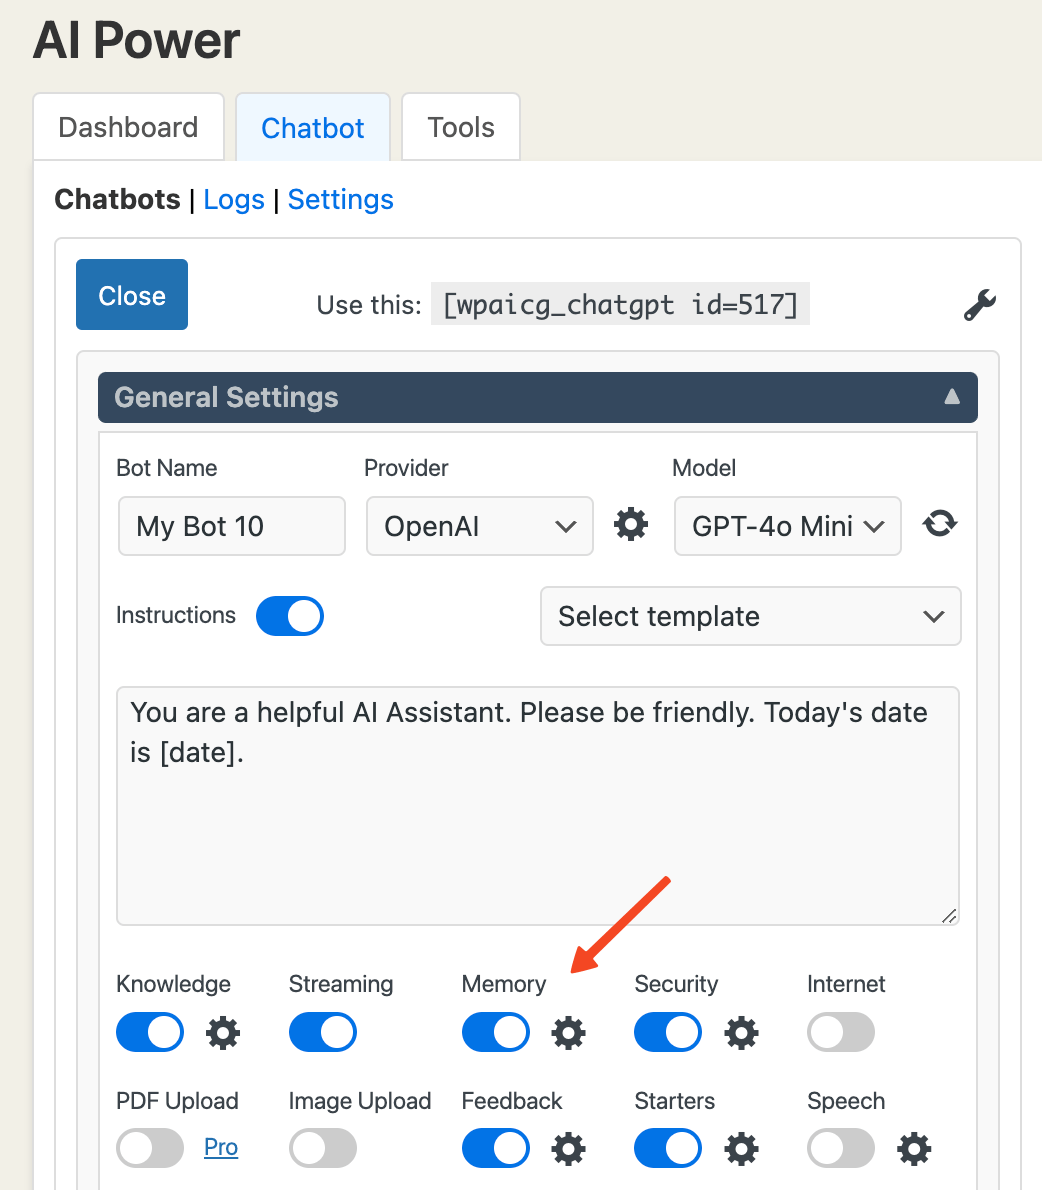 AI Power
Dashboard
Chatbot
Tools
Chatbots | Logs | Settings
Close
Use this: [wpaicg_chatgpt id=517]
General Settings
Bot Name
Provider
Model
My Bot 10
OpenAI
GPT-4o Mini
Instructions
Select template
You are a helpful AI Assistant. Please be friendly. Today's date
is [date].
Knowledge
Streaming
Memory
Security
Internet
PDF Upload
Image Upload
Feedback
Starters
Speech
Pro